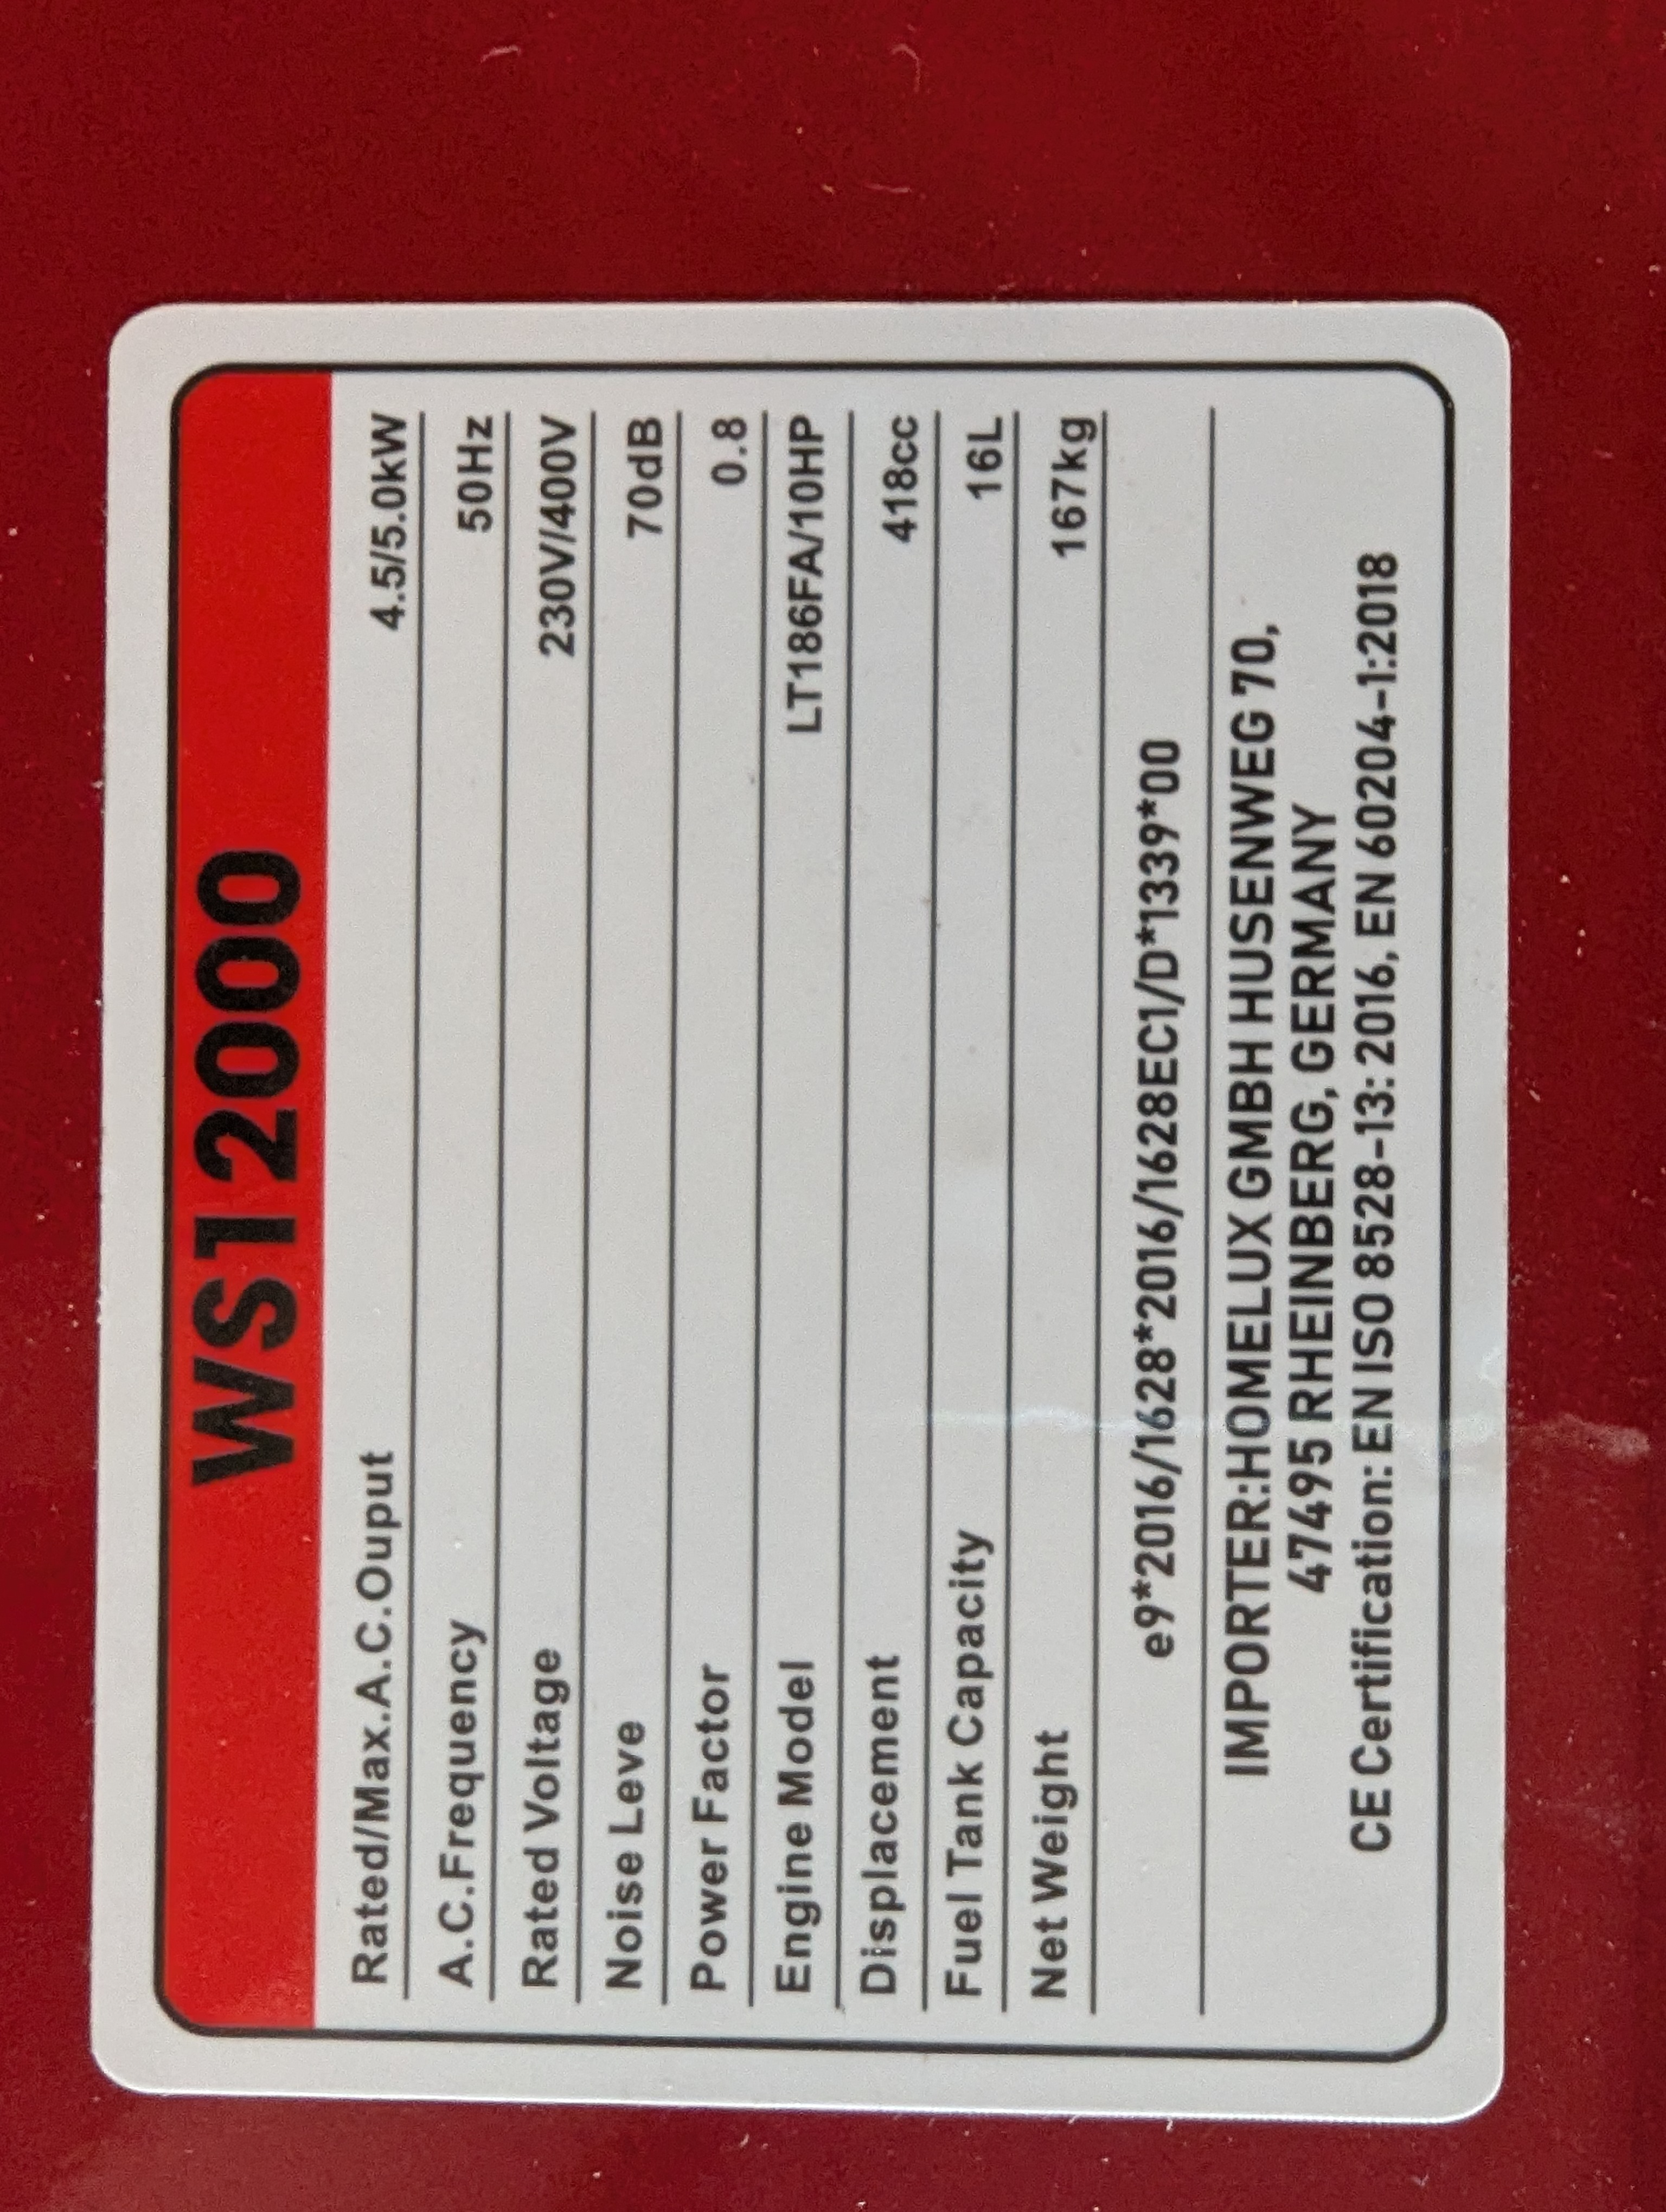 WS12000
Rated/Max.A.C.Ouput 4.5/5.0kW
A.C.Frequency 50Hz
Rated Voltage 230V/400V
Noise Leve 70dB
Power Factor 0.8
Engine Model LT186FA/10HP
Displacement 418cc
Fuel Tank Capacity 16L
Net Weight 167kg
e9*2016/1628*2016/1628EC1/D*1339*00
IMPORTER:HOMELUX GMBH HUSENWEG 70,
47495 RHEINBERG, GERMANY
CE Certification: EN ISO 8528-13: 2016, EN 60204-1:2018